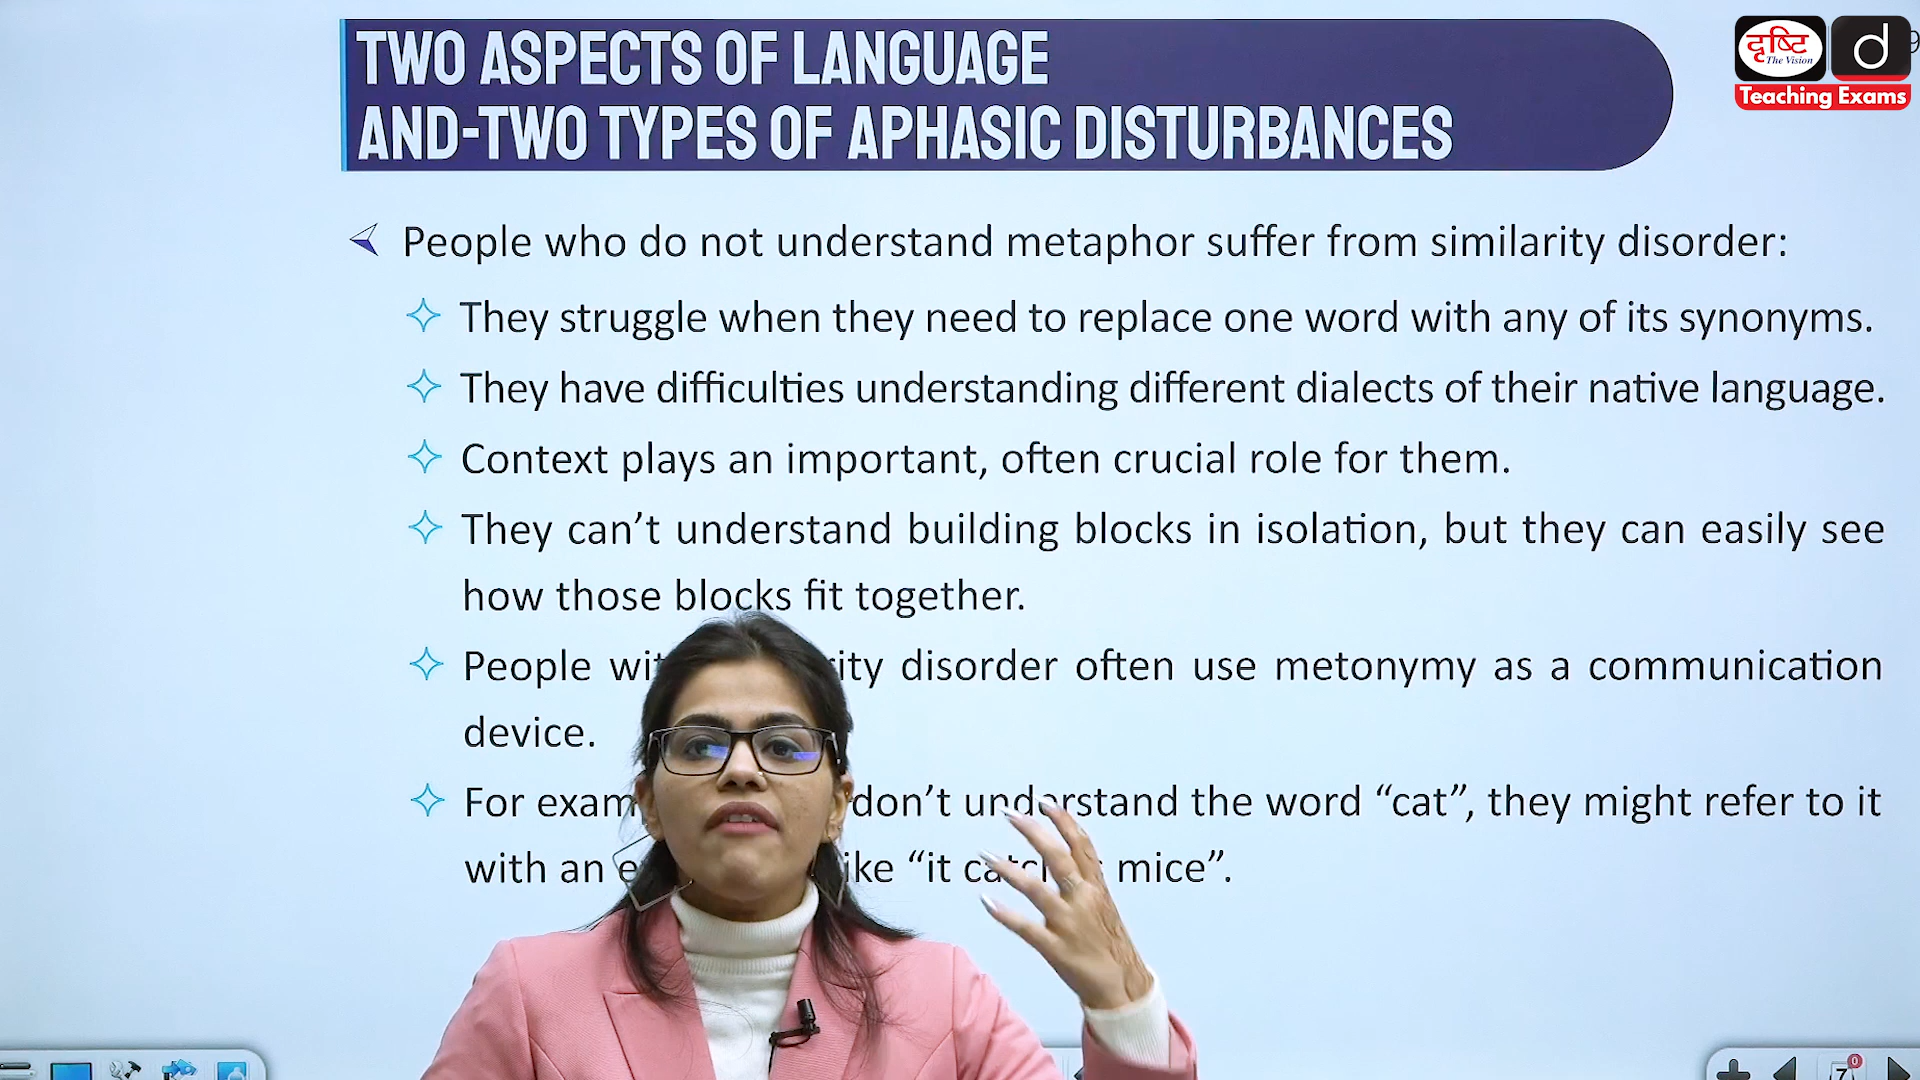 TWO ASPECTS OF LANGUAGE
AND-TWO TYPES OF APHASIC DISTURBANCES
दृष्टि
The Vision
d
9
Teaching Exams
People who do not understand metaphor suffer from similarity disorder:
They struggle when they need to replace one word with any of its synonyms.
They have difficulties understanding different dialects of their native language.
Context plays an important, often crucial role for them.
They can't understand building blocks in isolation, but they can easily see
how those blocks fit together.
People disorder often use metonymy as a communication
device.
For don't understand the word “cat”, they might refer to it
with an “it catches mice”.
7
0